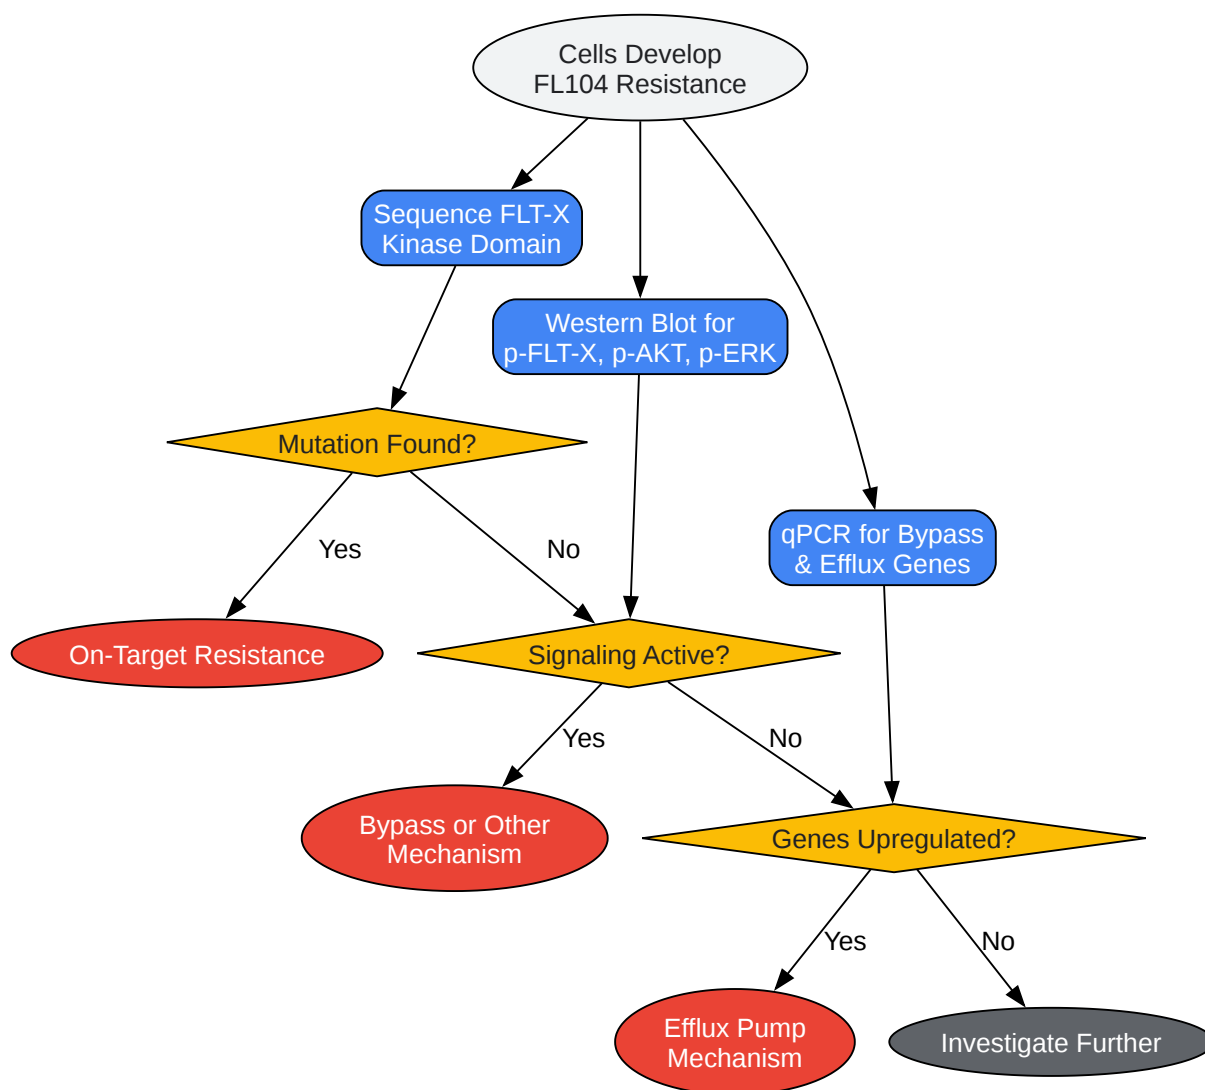 Cells Develop
FL104 Resistance
Sequence FLT-X
Kinase Domain
Western Blot for
p-FLT-X, p-AKT, p-ERK
Mutation Found?
qPCR for Bypass
& Efflux Genes
Yes
No
On-Target Resistance
Signaling Active?
Yes
No
Bypass or Other
Mechanism
Genes Upregulated?
Yes
No
Efflux Pump
Mechanism
Investigate Further